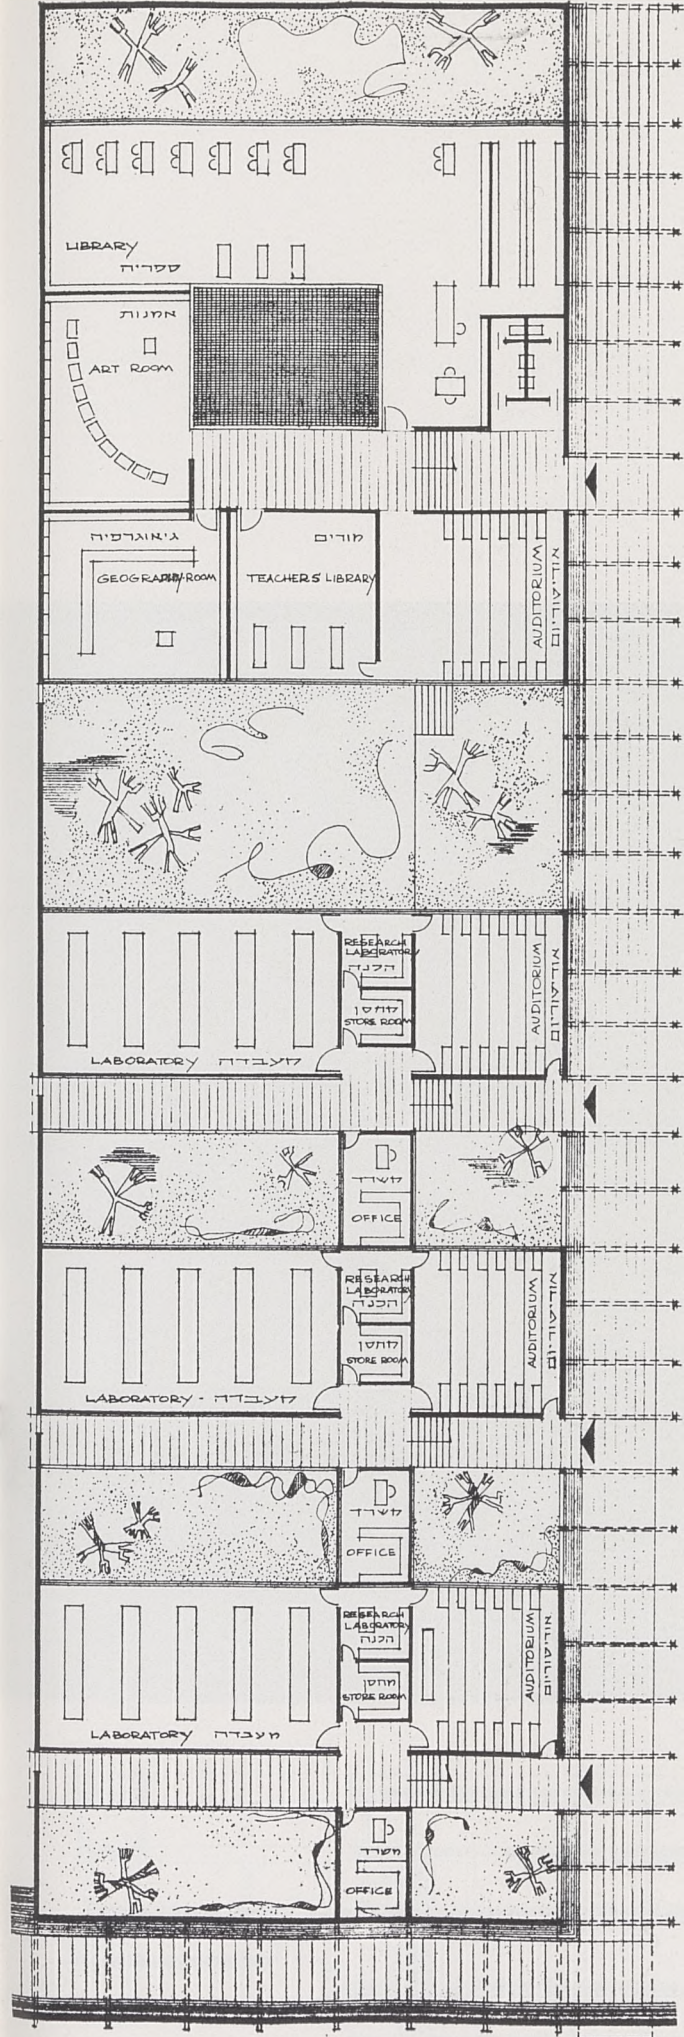 LIBRARY
ספריה
אמנות
ART ROOM
גיאוגרפיה
GEOGRAPHY ROOM
מורים
TEACHERS LIBRARY
AUDITORIUM
אודיטוריום
RESEARCH
LABORATORY
הכנה
מחסן
STORE ROOM
LABORATORY מעבדה
AUDITORIUM
אודיטוריום
משרד
OFFICE
RESEARCH
LABORATORY
הכנה
מחסן
STORE ROOM
LABORATORY - מעבדה
AUDITORIUM
אודיטוריום
משרד
OFFICE
RESEARCH
LABORATORY
הכנה
מחסן
STORE ROOM
LABORATORY מעבדה
AUDITORIUM
אודיטוריום
משרד
OFFICE